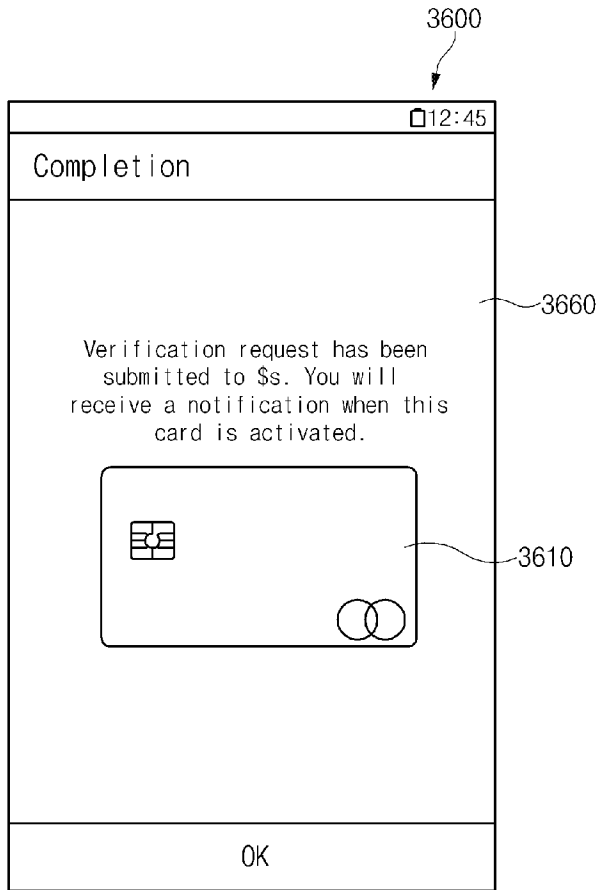 3600
12:45
Completion
3660
Verification request has been
submitted to $s. You will
receive a notification when this
card is activated.
3610
OK